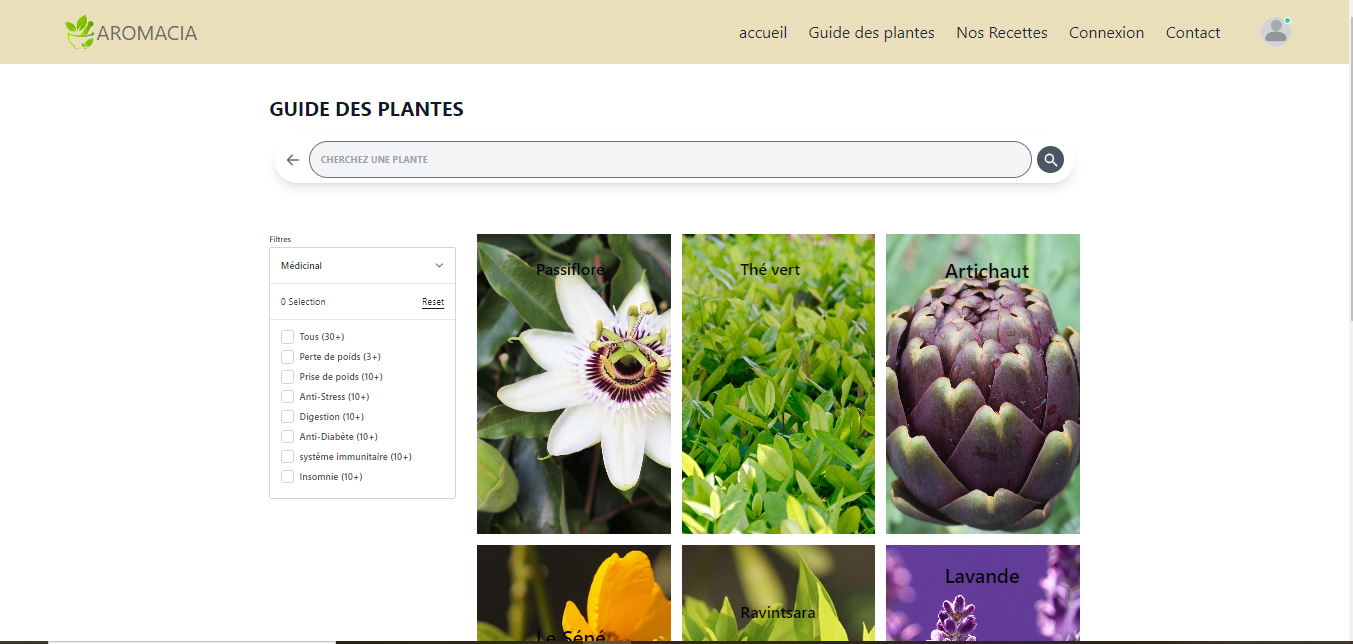 AROMACIA
accueil Guide des plantes Nos Recettes Connexion Contact
GUIDE DES PLANTES
CHERCHEZ UNE PLANTE
Filtres
Médicinal
0 Selection Reset
Tous (30+)
Perte de poids (3+)
Prise de poids (10+)
Anti-Stress (10+)
Digestion (10+)
Anti-Diabète (10+)
système immunitaire (10+)
Insomnie (10+)
Passiflore
Thé vert
Artichaut
Le Séné
Ravintsara
Lavande